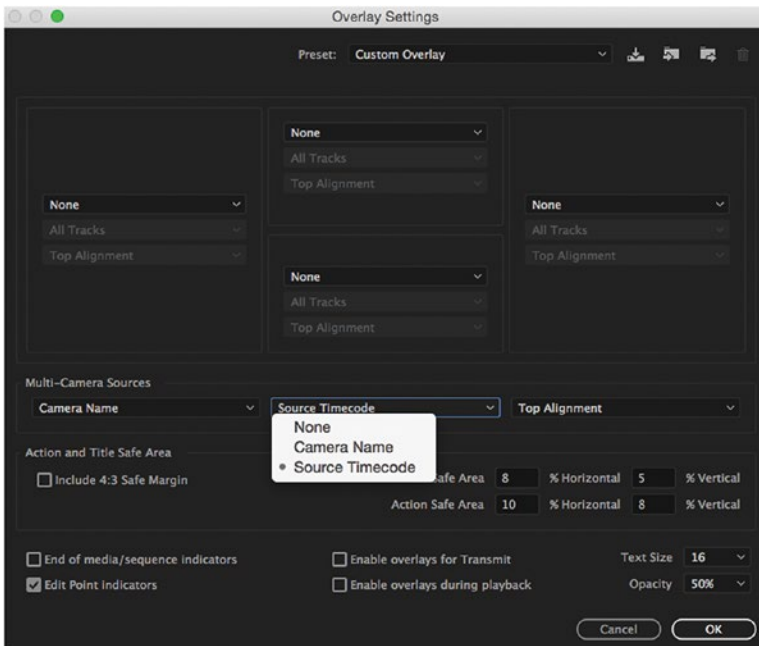 Overlay Settings
Preset: Custom Overlay
None
All Tracks
Top Alignment
None
All Tracks
Top Alignment
None
All Tracks
Top Alignment
None
All Tracks
Top Alignment
Multi-Camera Sources
Camera Name Source Timecode Top Alignment
None
Camera Name
Source Timecode
Action and Title Safe Area
Include 4:3 Safe Margin
Safe Area 8 % Horizontal 5 % Vertical
Action Safe Area 10 % Horizontal 8 % Vertical
End of media/sequence indicators Enable overlays for Transmit Text Size 16
Edit Point indicators Enable overlays during playback Opacity 50%
Cancel OK